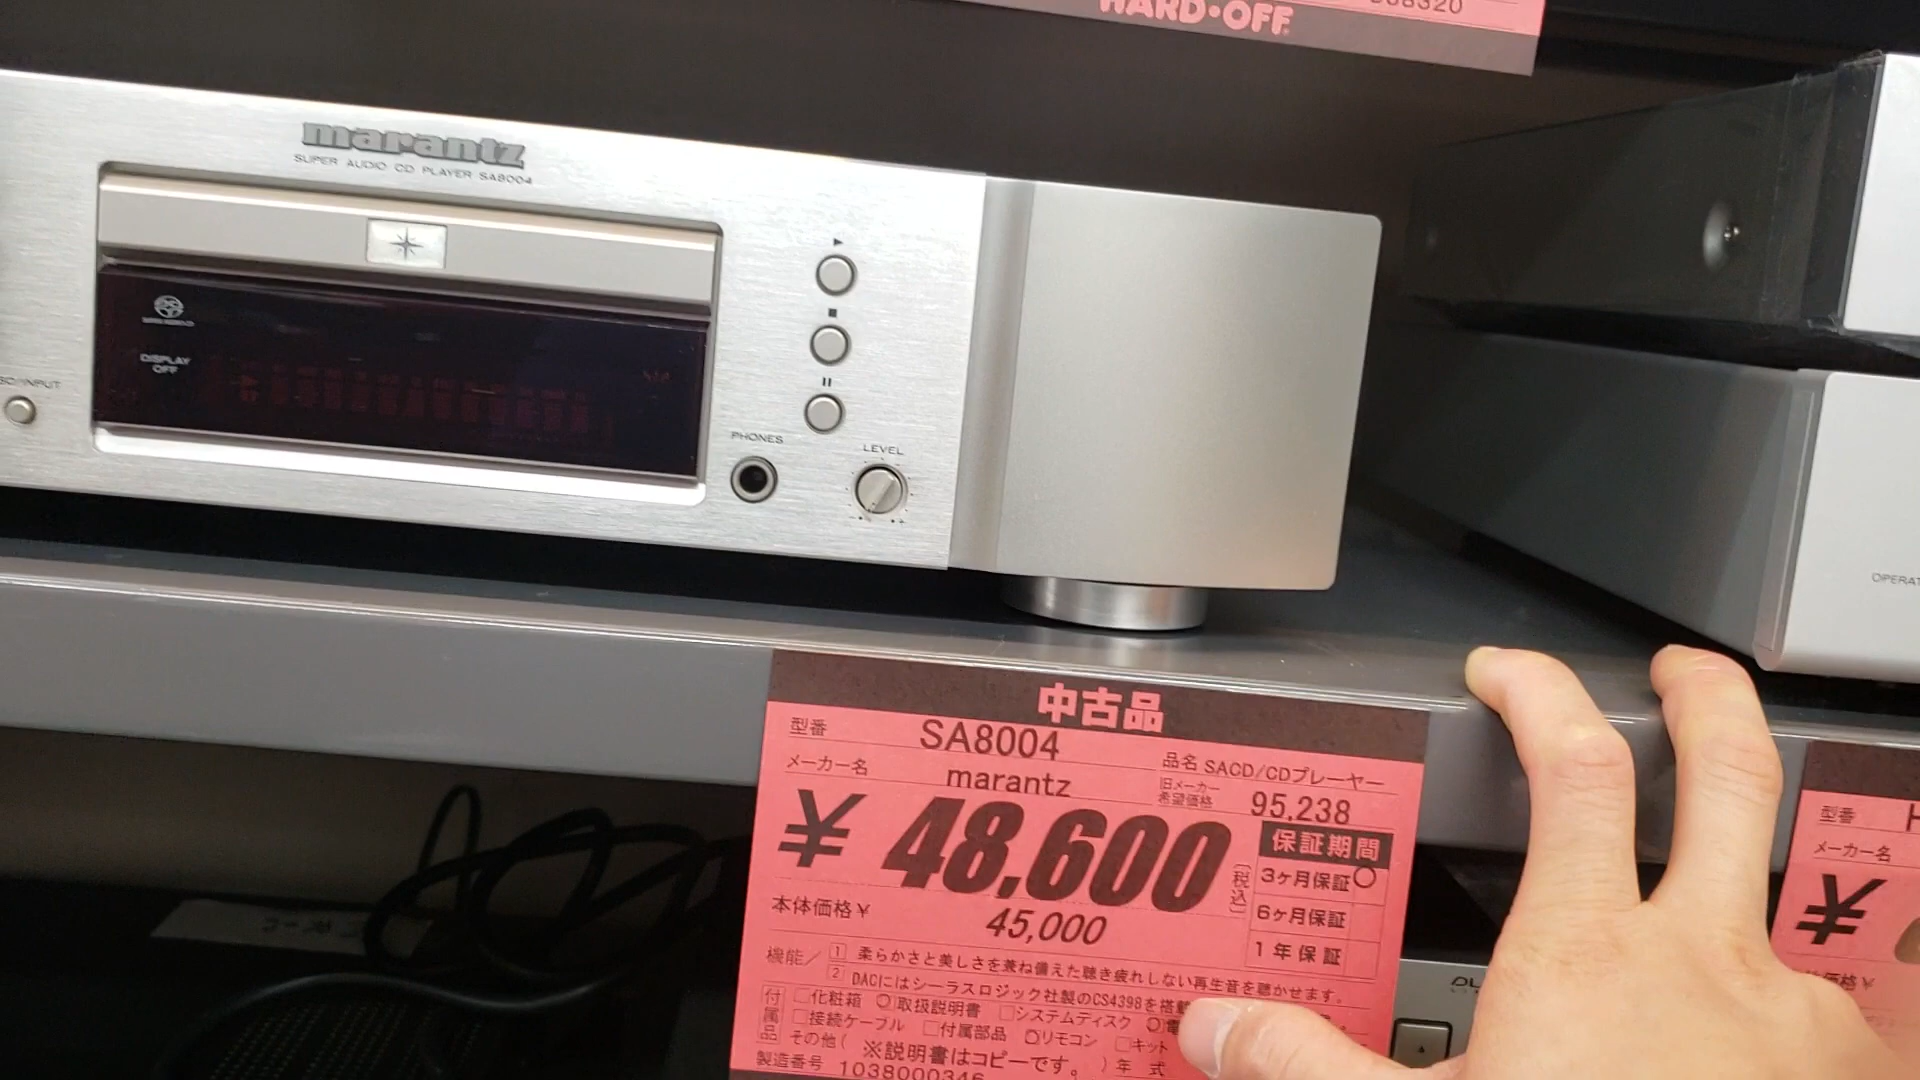 HARD・OFF
marantz
SUPER AUDIO CD PLAYER SA8004
DISPLAY
OFF
PHONES
LEVEL
OPERAT
中古品
型番 SA8004
メーカー名 marantz
品名 SACD/CDプレーヤー
旧メーカー希望価格 95,238
¥48,600 [税込]
本体価格¥ 45,000
保証期間
3ヶ月保証○
6ヶ月保証
1年保証
機能/ 1 柔らかさと美しさを兼ね備えた聴き疲れしない再生音を聴かせます。
2 DACにはシーラスロジック社製のCS4398を搭載
付属品 □化粧箱 □取扱説明書 □システムディスク □電
□接続ケーブル □付属部品 □リモコン □キット
その他( ※説明書はコピーです。 ) 年式
製造番号 1038000346
型番 H
メーカー名
¥
価格¥